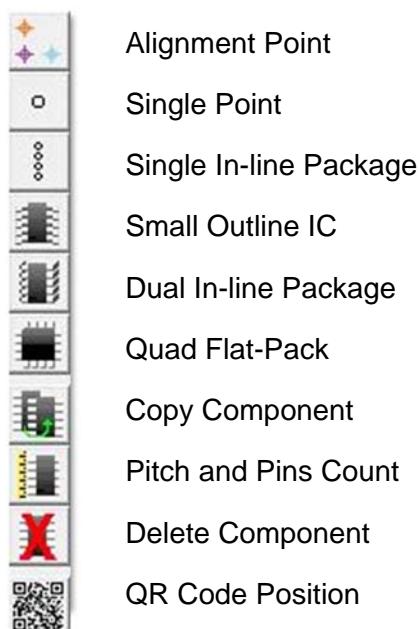 Alignment Point
Single Point
Single In-line Package
Small Outline IC
Dual In-line Package
Quad Flat-Pack
Copy Component
Pitch and Pins Count
Delete Component
QR Code Position